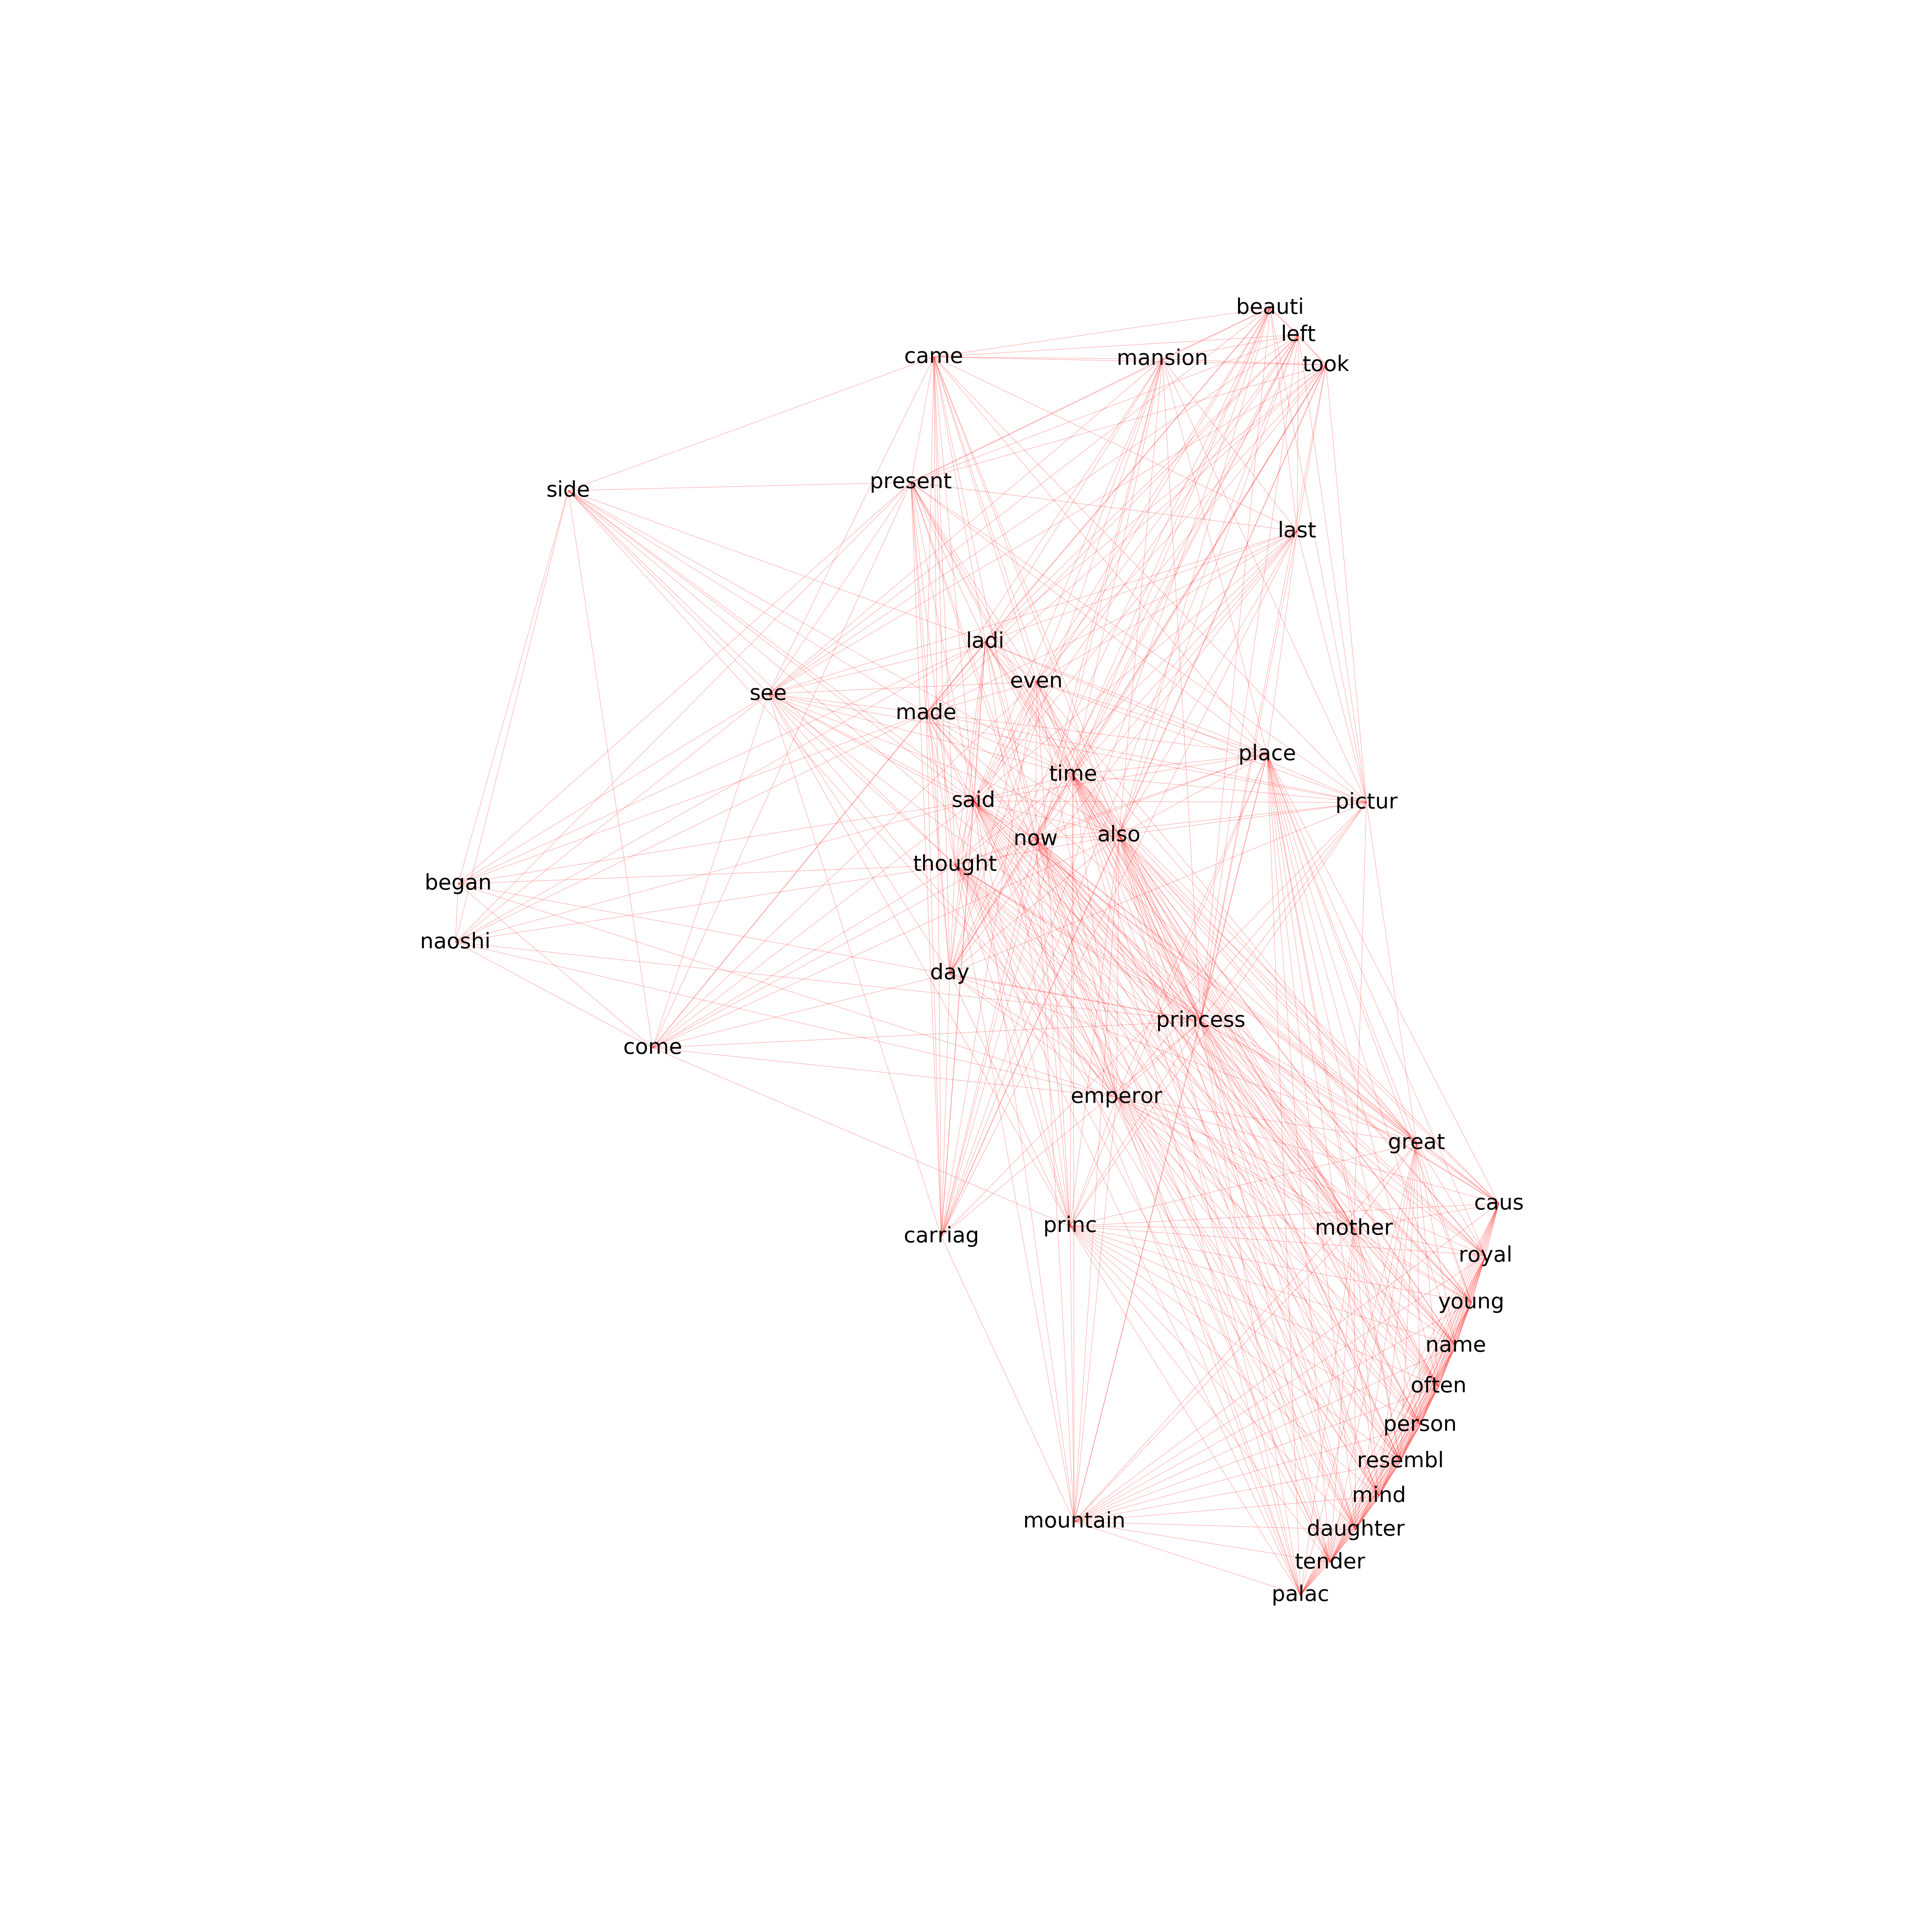 beauti
left
came
mansion
took
present
side
last
ladi
even
see
made
place
time
said
pictur
now
also
thought
began
naoshi
day
princess
come
emperor
great
caus
princ
mother
carriag
royal
young
name
often
person
resembl
mind
mountain
daughter
tender
palac